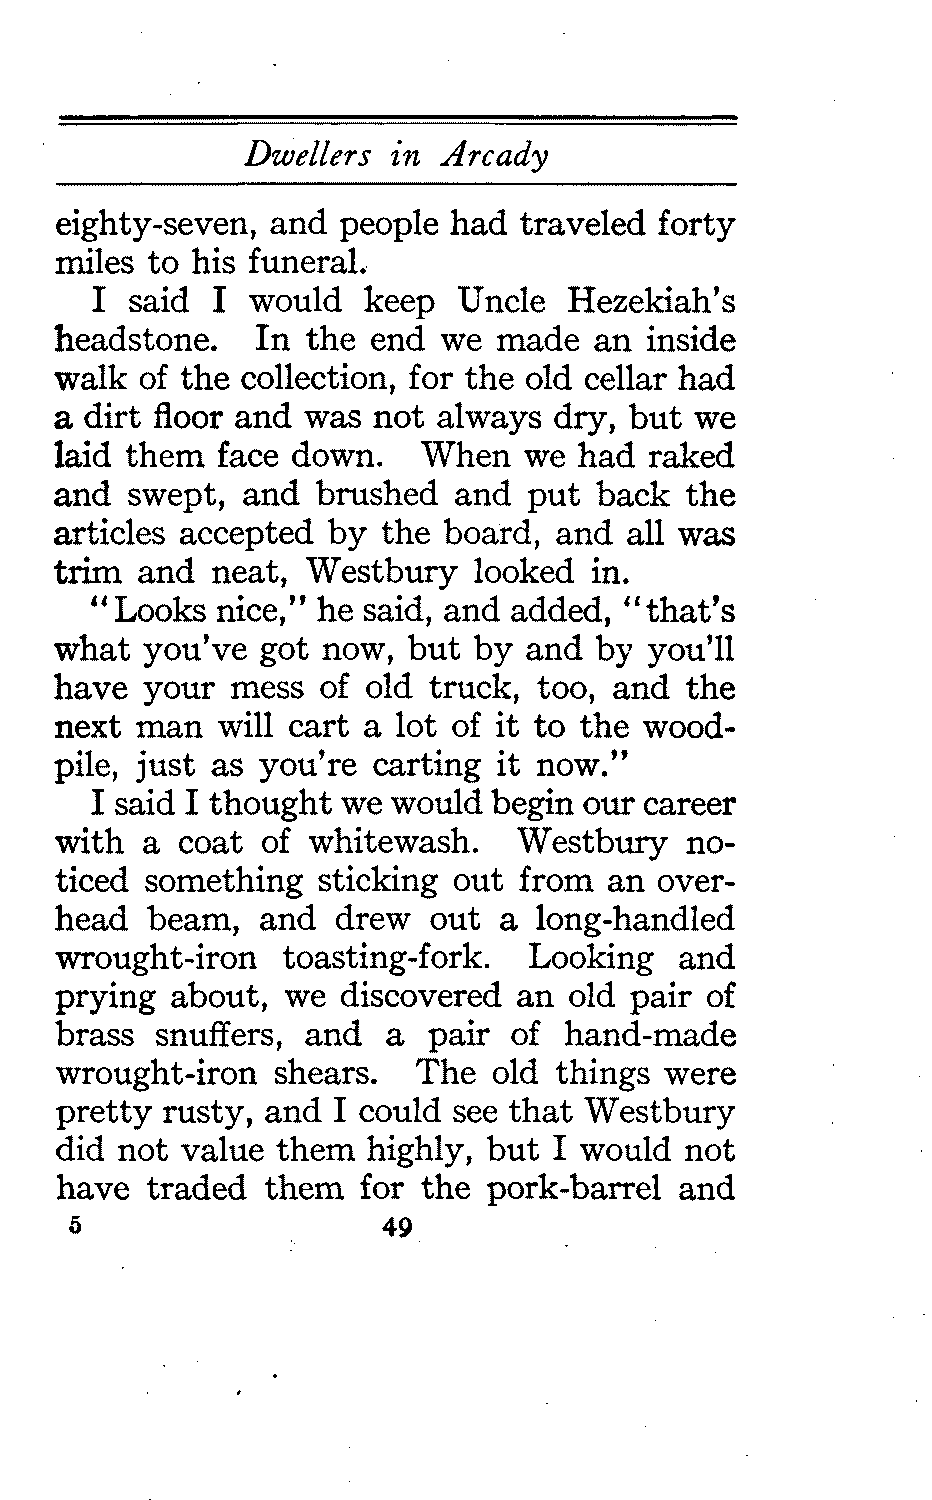 Dwellers in Arcady
eighty-seven, and people had traveled forty
miles to his funeral.
I said I would keep Uncle Hezekiah's
headstone. In the end we made an inside
walk of the collection, for the old cellar had
a dirt floor and was not always dry, but we
laid them face down. When we had raked
and swept, and brushed and put back the
articles accepted by the board, and all was
trim and neat, Westbury looked in.
"Looks nice," he said, and added, "that's
what you've got now, but by and by you'll
have your mess of old truck, too, and the
next man will cart a lot of it to the wood-
pile, just as you're carting it now."
I said I thought we would begin our career
with a coat of whitewash. Westbury no-
ticed something sticking out from an over-
head beam, and drew out a long-handled
wrought-iron toasting-fork. Looking and
prying about, we discovered an old pair of
brass snuffers, and a pair of hand-made
wrought-iron shears. The old things were
pretty rusty, and I could see that Westbury
did not value them highly, but I would not
have traded them for the pork-barrel and
5 49